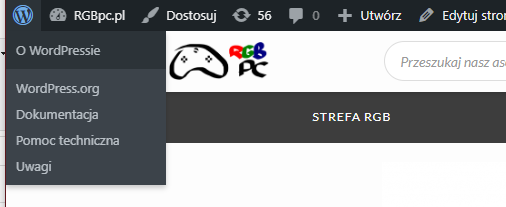 RGBpc.pl Dostosuj 56 0 Utwórz Edytuj stron
O WordPressie
WordPress.org
Dokumentacja
Pomoc techniczna
Uwagi
RGB
PC
Przeszukaj nasz as
STREFA RGB